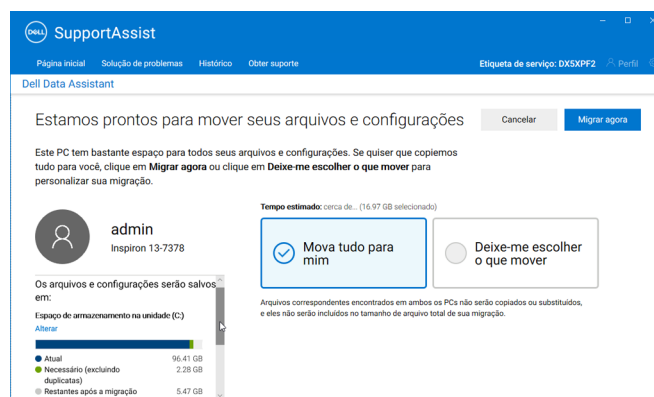 DELL SupportAssist
Página inicial Solução de problemas Histórico Obter suporte Etiqueta de serviço: DX5XPF2 Perfil
Dell Data Assistant
Estamos prontos para mover seus arquivos e configurações
Cancelar
Migrar agora
Este PC tem bastante espaço para todos seus arquivos e configurações. Se quiser que copiemos
tudo para você, clique em Migrar agora ou clique em Deixe-me escolher o que mover para
personalizar sua migração.
admin
Inspiron 13-7378
Os arquivos e configurações serão salvos
em:
Espaço de armazenamento na unidade (C:)
Alterar
Atual 96.41 GB
Necessário (excluindo 2.28 GB
duplicatas)
Restantes após a migração 5.47 GB
Tempo estimado: cerca de... (16.97 GB selecionado)
Mova tudo para
mim
Deixe-me escolher
o que mover
Arquivos correspondentes encontrados em ambos os PCs não serão copiados ou substituídos,
e eles não serão incluídos no tamanho de arquivo total de sua migração.